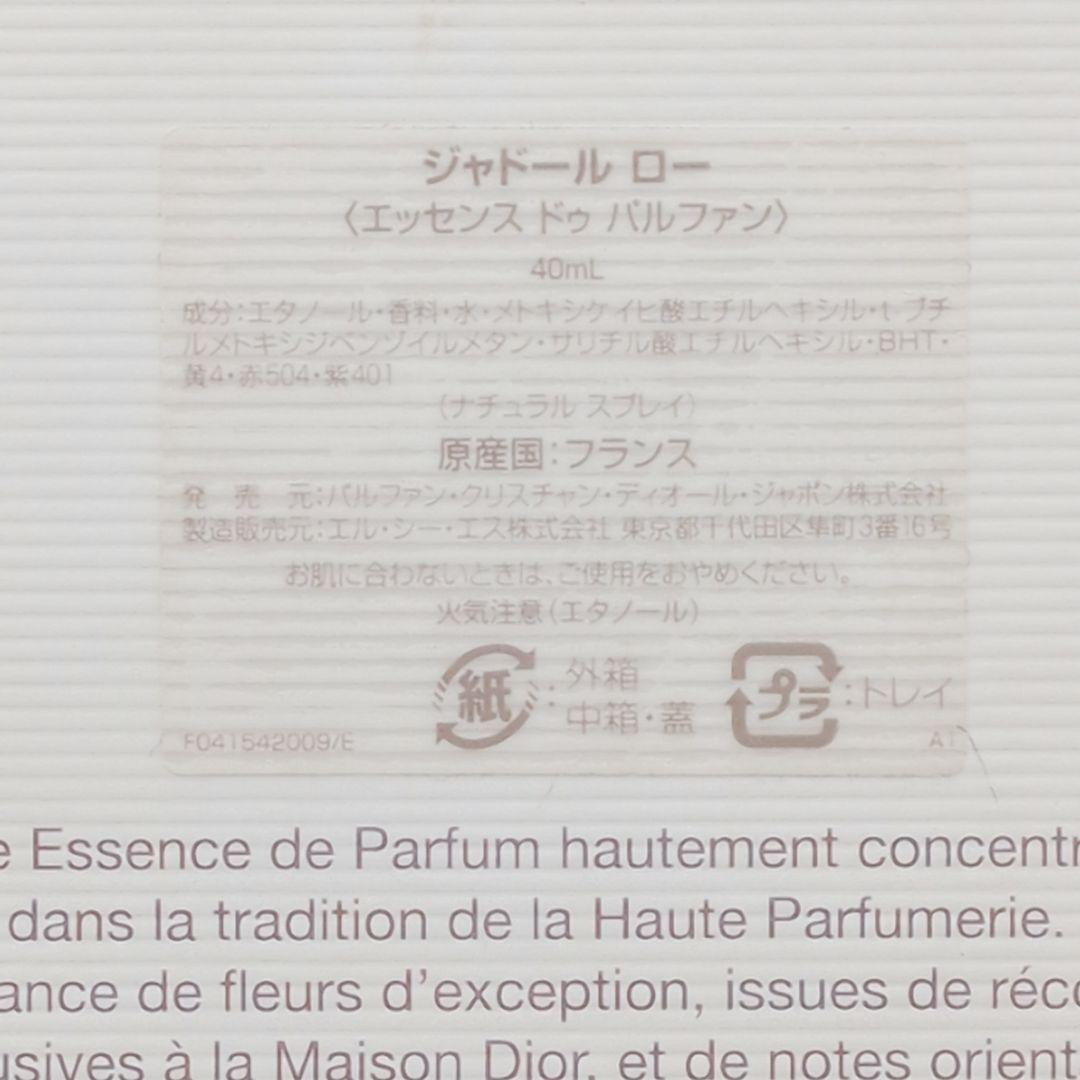 ジャドール ロー
〈エッセンス ドゥ パルファン〉
40mL
成分:エタノール・香料・水・メトキシケイヒ酸エチルヘキシル・t ブチ
ルメトキシジベンゾイルメタン・サリチル酸エチルヘキシル・BHT・
黄4・赤504・紫401
(ナチュラル スプレイ)
原産国:フランス
発 売 元:パルファン・クリスチャン・ディオール・ジャポン株式会社
製造販売元:エル・シー・エス株式会社 東京都千代田区隼町3番16号
お肌に合わないときは、ご使用をおやめください。
火気注意(エタノール)
紙:外箱
中箱・蓋
プラ:トレイ
F041542009/E
A1
e Essence de Parfum hautement concentr
dans la tradition de la Haute Parfumerie.
ance de fleurs d'exception, issues de réco
usives à la Maison Dior, et de notes orient